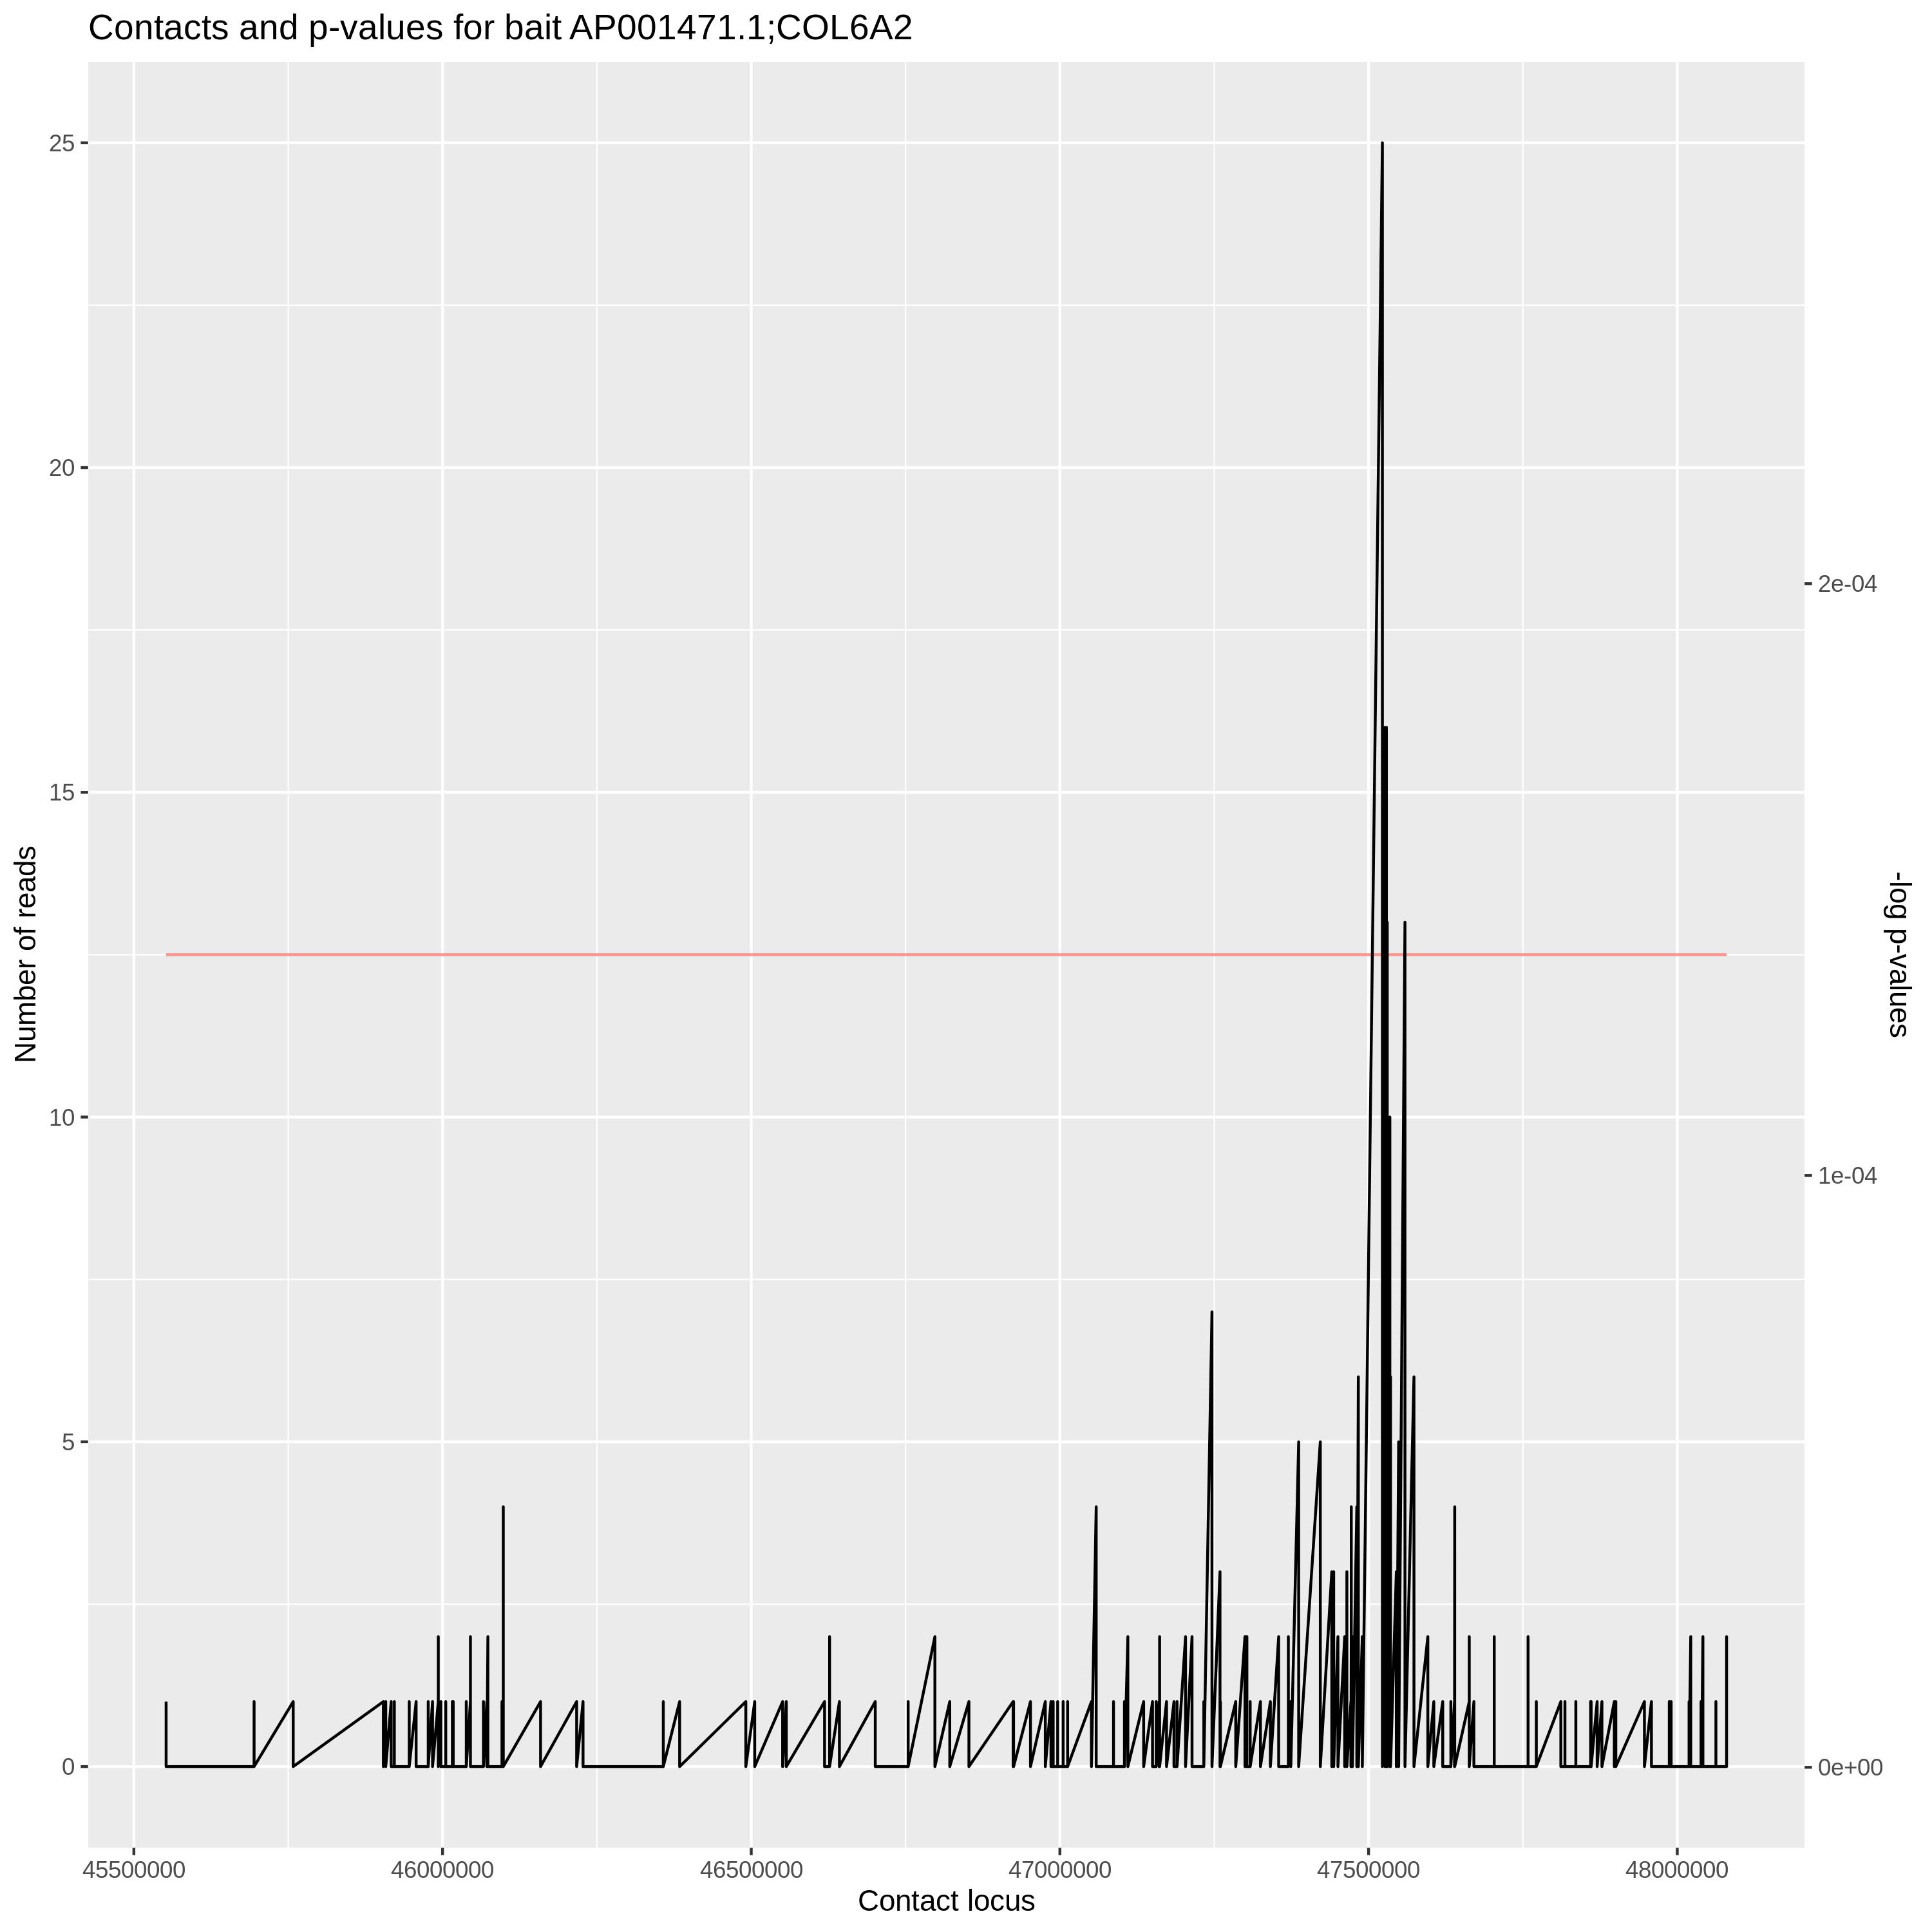 Contacts and p-values for bait AP001471.1;COL6A2
25
20
15
10
5
0
Number of reads
2e-04
1e-04
0e+00
-log p-values
45500000 46000000 46500000 47000000 47500000 48000000
Contact locus